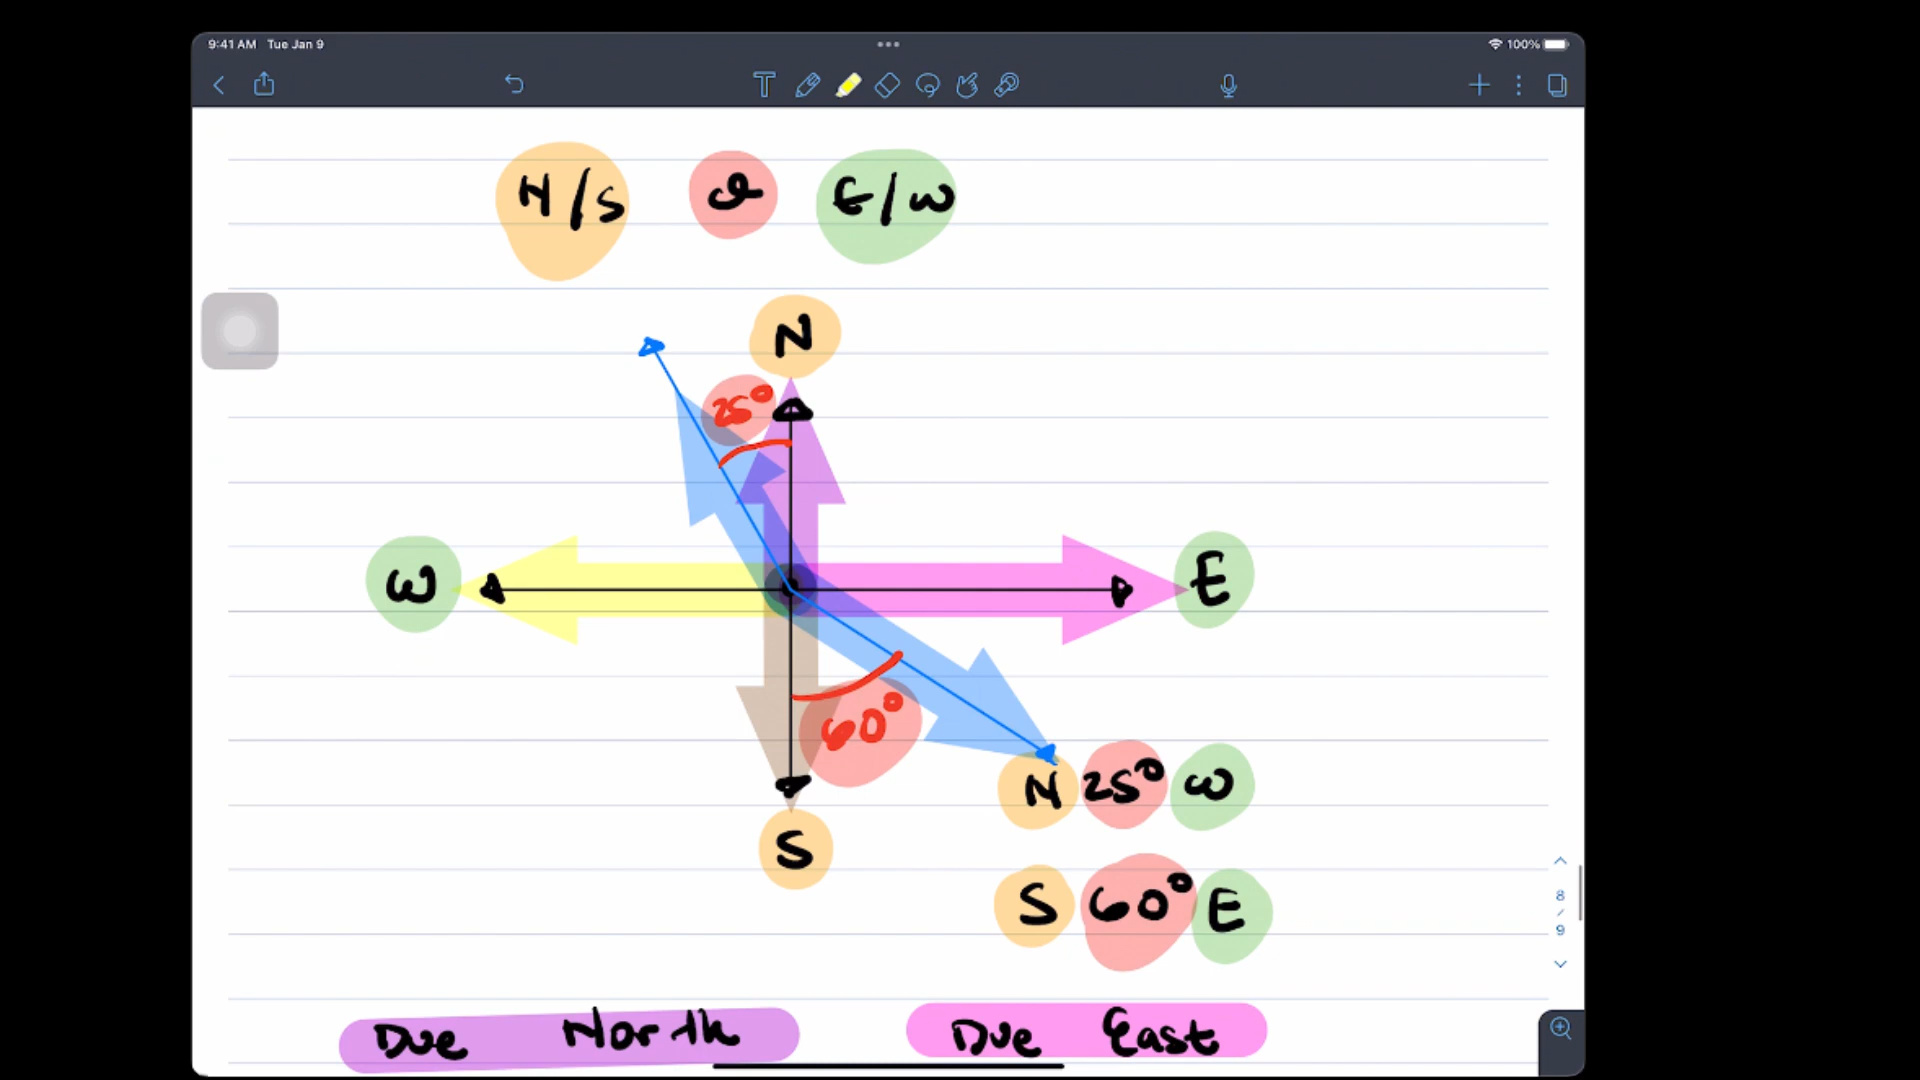 9:41 AM Tue Jan 9
100%
N/S θ E/W
N
25°
W E
60°
N 25° W
S
S 60° E
8
/
9
Due North Due East